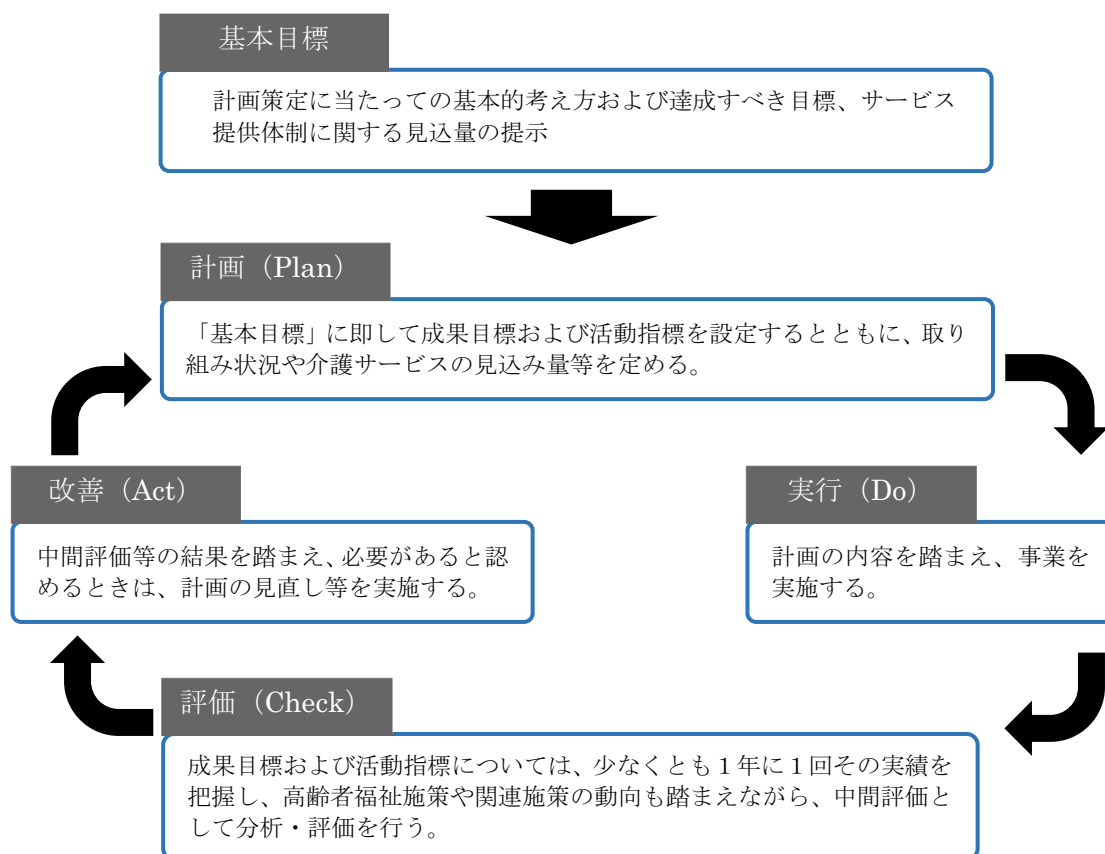 基本目標
計画策定に当たっての基本的考え方および達成すべき目標、サービス
提供体制に関する見込量の提示
計画（Plan）
「基本目標」に即して成果目標および活動指標を設定するとともに、取り
組み状況や介護サービスの見込み量等を定める。
改善（Act）
中間評価等の結果を踏まえ、必要があると認
めるときは、計画の見直し等を実施する。
実行（Do）
計画の内容を踏まえ、事業を
実施する。
評価（Check）
成果目標および活動指標については、少なくとも１年に１回その実績を
把握し、高齢者福祉施策や関連施策の動向も踏まえながら、中間評価と
して分析・評価を行う。